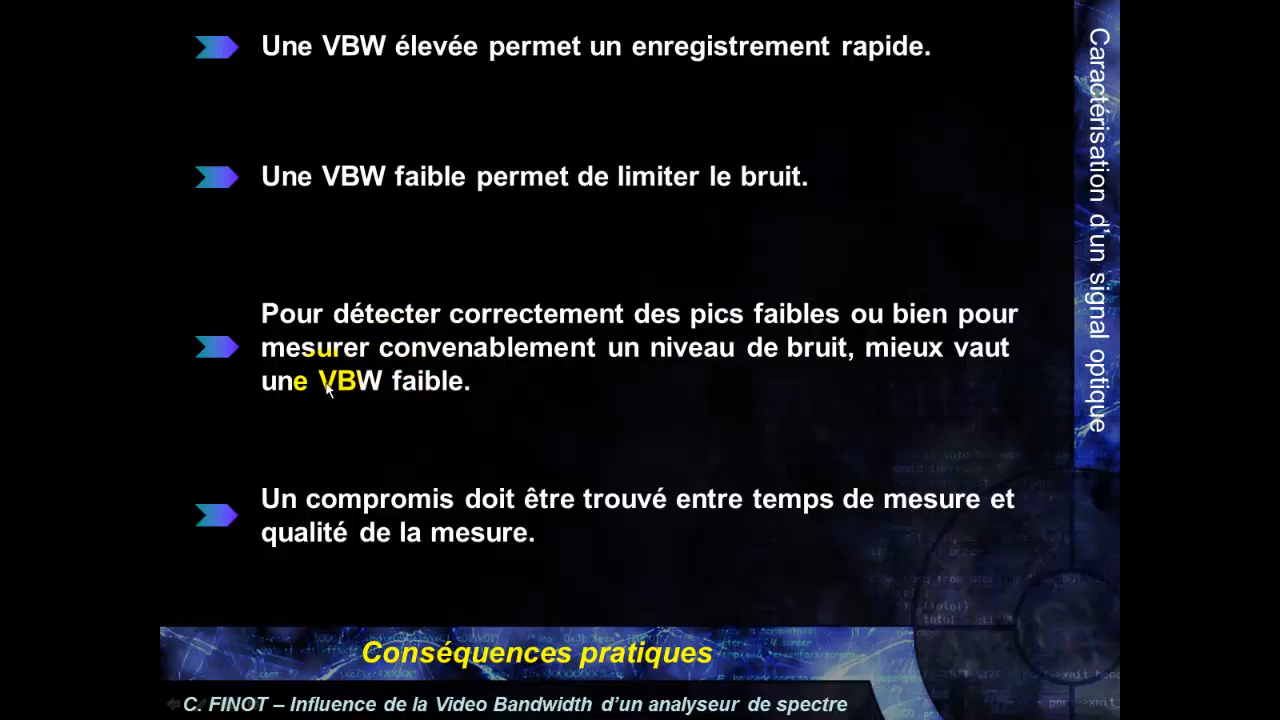 Une VBW élevée permet un enregistrement rapide.
Une VBW faible permet de limiter le bruit.
Pour détecter correctement des pics faibles ou bien pour
mesurer convenablement un niveau de bruit, mieux vaut
une VBW faible.
Un compromis doit être trouvé entre temps de mesure et
qualité de la mesure.
Conséquences pratiques
C. FINOT – Influence de la Video Bandwidth d’un analyseur de spectre
Caractérisation d’un signal optique